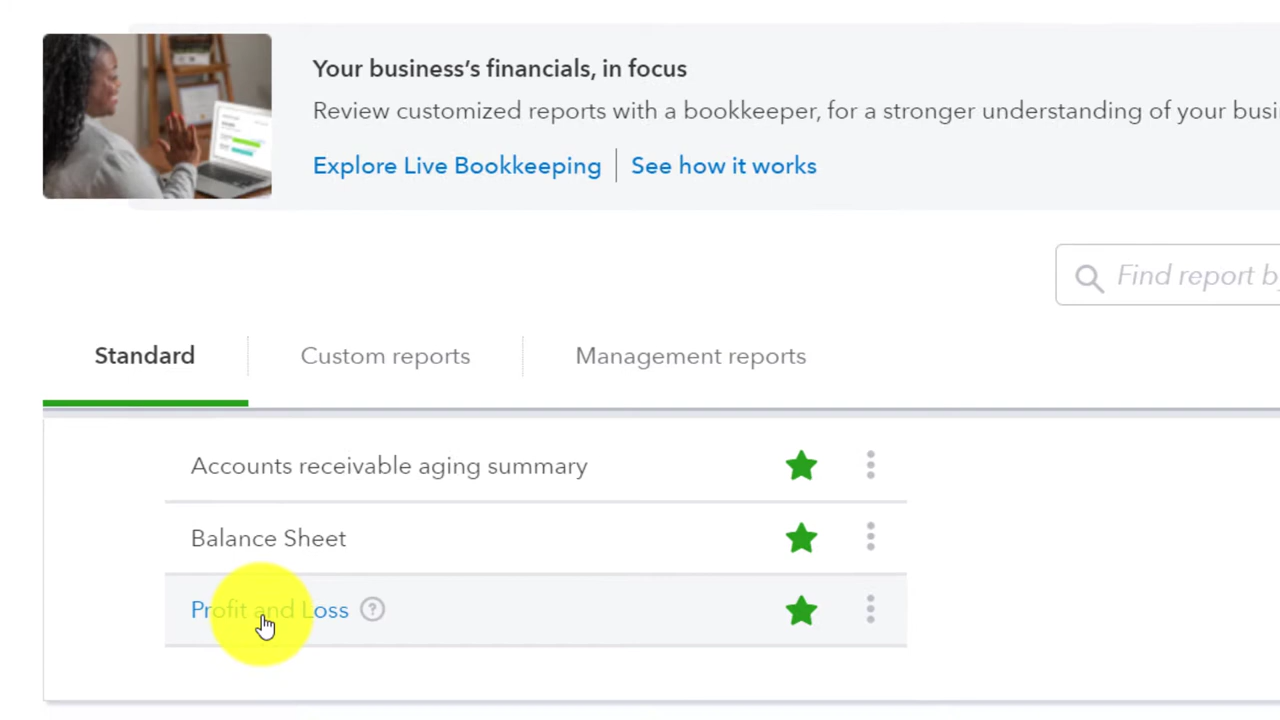 Your business's financials, in focus
Review customized reports with a bookkeeper, for a stronger understanding of your
Explore Live Bookkeeping
See how it works
Find report
Standard
Custom reports
Management reports
Accounts receivable aging summary
Balance Sheet
Profit and Loss ?